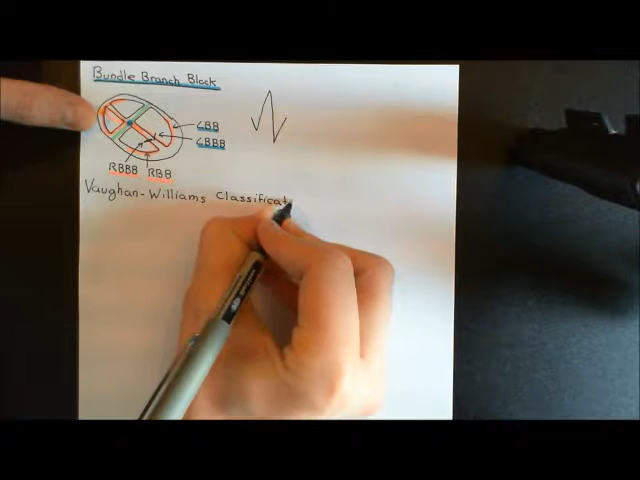 Bundle Branch Block
LBB
LBBB
RBBB RBB
Vaughan-Williams Classificat